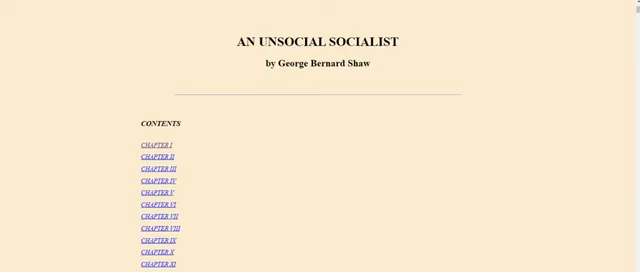 AN UNSOCIAL SOCIALIST
by George Bernard Shaw
CONTENTS
CHAPTER I
CHAPTER II
CHAPTER III
CHAPTER IV
CHAPTER V
CHAPTER VI
CHAPTER VII
CHAPTER VIII
CHAPTER IX
CHAPTER X
CHAPTER XI